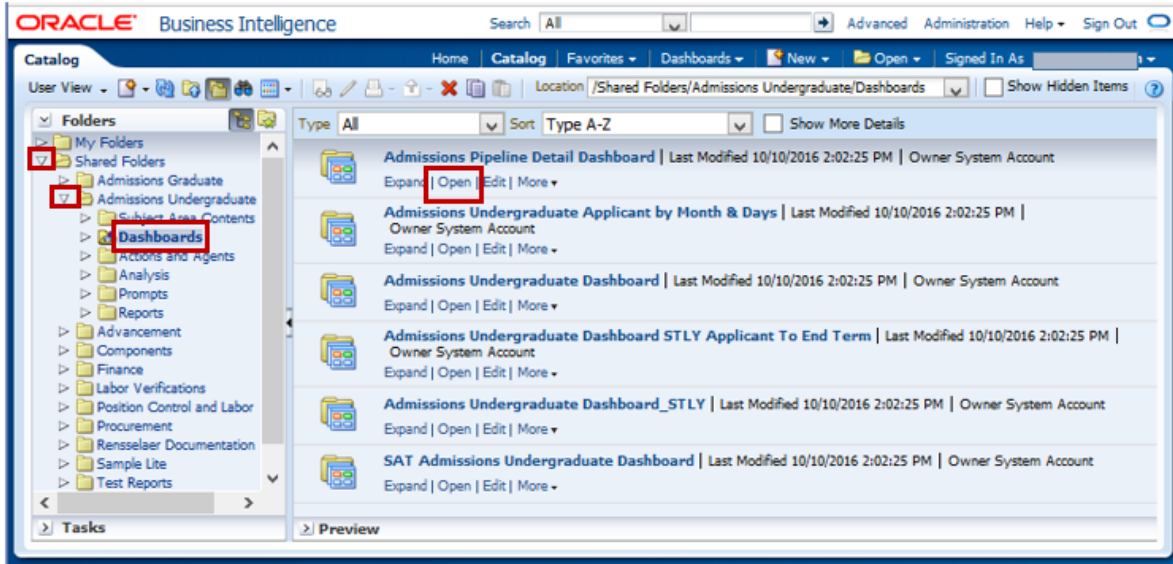 ORACLE Business Intelligence Search All Advanced Administration Help Sign Out
Catalog Home Catalog Favorites Dashboards New Open Signed In As
User View Location /Shared Folders/Admissions Undergraduate/Dashboards Show Hidden Items
Folders
My Folders
Shared Folders
Admissions Graduate
Admissions Undergraduate
Subject Area Contents
Dashboards
Actions and Agents
Analysis
Prompts
Reports
Advancement
Components
Finance
Labor Verifications
Position Control and Labor
Procurement
Rensselaer Documentation
Sample Lite
Test Reports
Tasks
Type All Sort Type A-Z Show More Details
Admissions Pipeline Detail Dashboard | Last Modified 10/10/2016 2:02:25 PM | Owner System Account
Expand | Open | Edit | More
Admissions Undergraduate Applicant by Month & Days | Last Modified 10/10/2016 2:02:25 PM |
Owner System Account
Expand | Open | Edit | More
Admissions Undergraduate Dashboard | Last Modified 10/10/2016 2:02:25 PM | Owner System Account
Expand | Open | Edit | More
Admissions Undergraduate Dashboard STLY Applicant To End Term | Last Modified 10/10/2016 2:02:25 PM |
Owner System Account
Expand | Open | Edit | More
Admissions Undergraduate Dashboard_STLY | Last Modified 10/10/2016 2:02:25 PM | Owner System Account
Expand | Open | Edit | More
SAT Admissions Undergraduate Dashboard | Last Modified 10/10/2016 2:02:25 PM | Owner System Account
Expand | Open | Edit | More
Preview